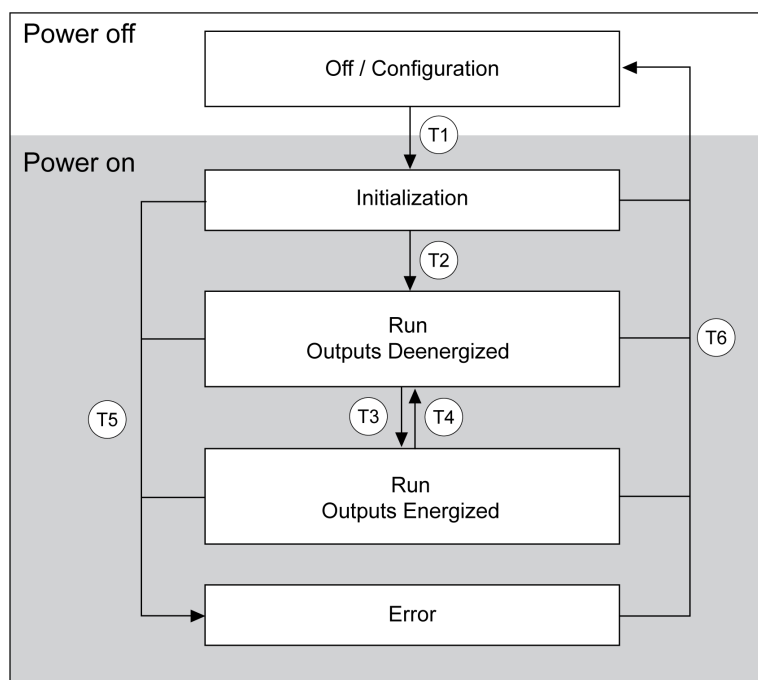 Power off
Off / Configuration
T1
Power on
Initialization
T2
Run
Outputs Deenergized
T6
T3
T4
T5
Run
Outputs Energized
Error